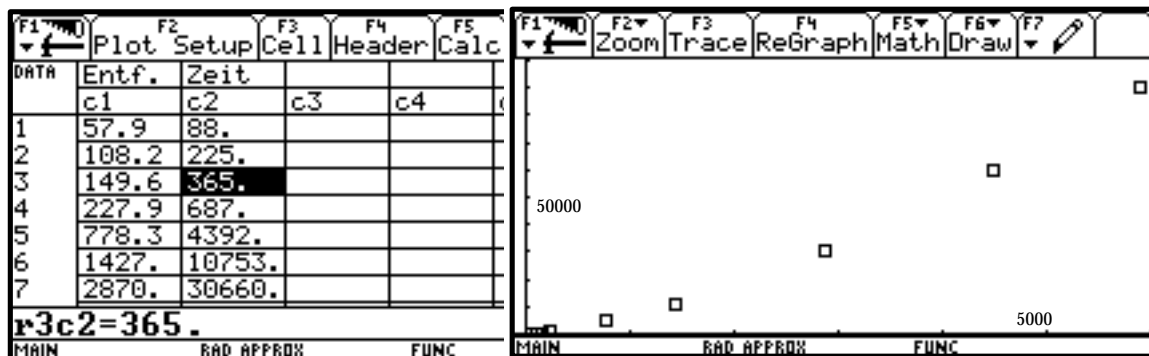 F1 F2 F3 F4 F5
Plot Setup Cell Header Calc
DATA Entf. Zeit
c1 c2 c3 c4
1 57.9 88.
2 108.2 225.
3 149.6 365.
4 227.9 687.
5 778.3 4392.
6 1427. 10753.
7 2870. 30660.
r3c2=365.
MAIN RAD APPROX FUNC
F1 F2 F3 F4 F5 F6 F7
Zoom Trace ReGraph Math Draw
50000
5000
MAIN RAD APPROX FUNC